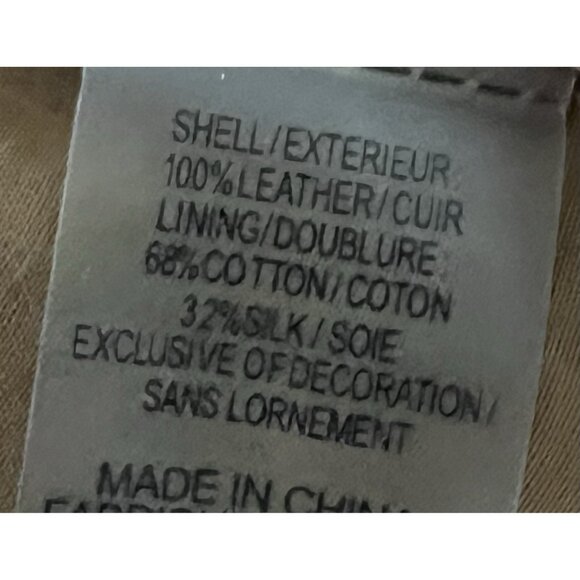 SHELL/EXTERIEUR
100%LEATHER/CUIR
LINING/DOUBLURE
68%COTTON/COTON
32%SILK/SOIE
EXCLUSIVE OF DECORATION/
SANS LORNEMENT
MADE IN CHINA